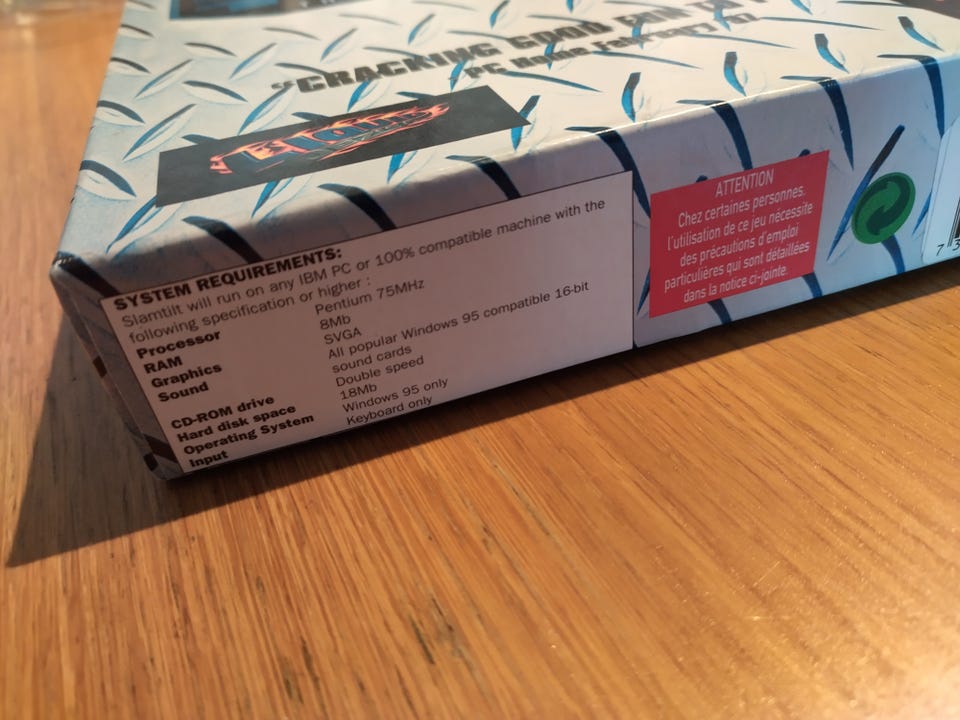 "CRACKING GOOD FUN
SYSTEM REQUIREMENTS:
Slamtilt will run on any IBM PC or 100% compatible machine with the
following specification or higher :
Processor Pentium 75MHz
RAM 8Mb
Graphics SVGA
Sound All popular Windows 95 compatible 16-bit
sound cards
CD-ROM drive Double speed
Hard disk space 18Mb
Operating System Windows 95 only
Input Keyboard only
ATTENTION
Chez certaines personnes,
l'utilisation de ce jeu nécessite
des précautions d'emploi
particulières qui sont détaillées
dans la notice ci-jointe.
7